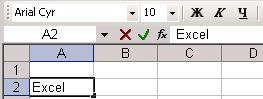 Arial Cyr 10 Ж К Ч
A2 fx Excel
A B C D
1
2 Excel